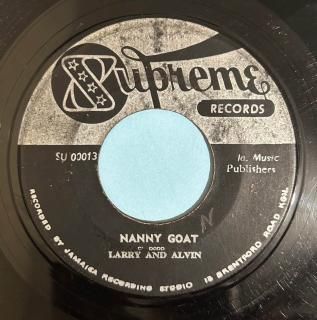 Supreme
RECORDS
SU 00013
Jn. Music
Publishers
NANNY GOAT
C. DODD
LARRY AND ALVIN
RECORDED BY JAMAICA RECORDING STUDIO 13 BRENTFORD ROAD KGN.